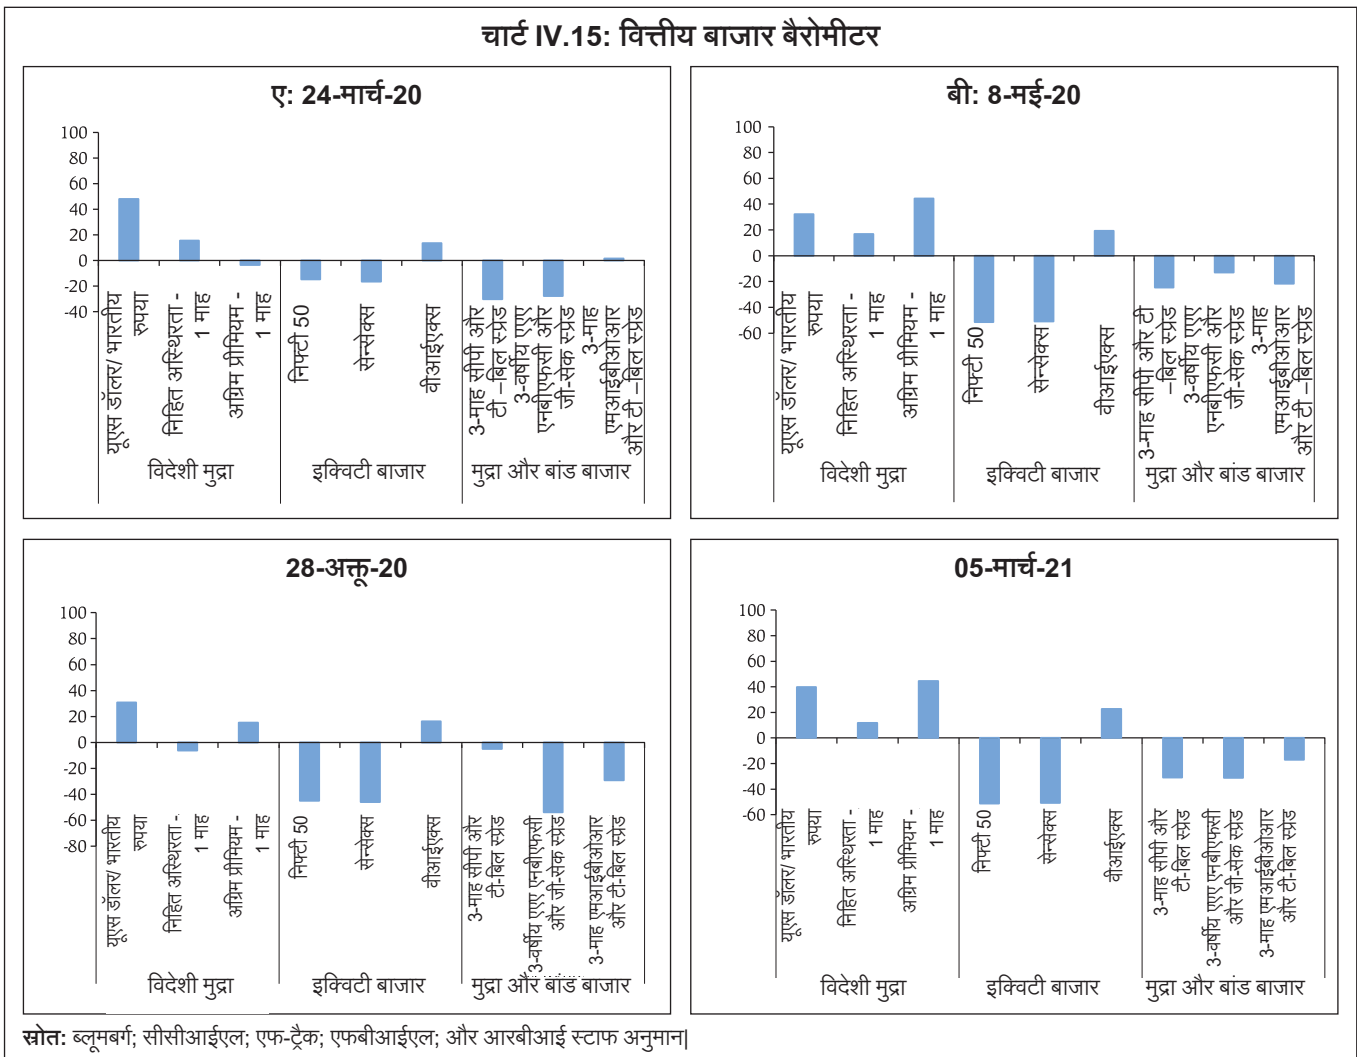 चार्ट IV.15: वित्तीय बाजार बैरोमीटर
ए: 24-मार्च-20
100
80
60
40
20
0
-20
-40
यूएस डॉलर/ भारतीय
रुपया
निहित अस्थिरता -
1 माह
अग्रिम प्रीमियम -
1 माह
निफ्टी 50
सेन्सेक्स
वीआईएक्स
3-माह सीपी और
टी –बिल स्प्रेड
3-वर्षीय एएए
एनबीएफसी और
जी-सेक स्प्रेड
3-माह
एमआईबीओआर
और टी –बिल स्प्रेड
विदेशी मुद्रा
इक्विटी बाजार
मुद्रा और बांड बाजार
बी: 8-मई-20
100
80
60
40
20
0
-20
-40
-60
यूएस डॉलर/ भारतीय
रुपया
निहित अस्थिरता -
1 माह
अग्रिम प्रीमियम -
1 माह
निफ्टी 50
सेन्सेक्स
वीआईएक्स
3-माह सीपी और टी
–बिल स्प्रेड
3-वर्षीय एएए
एनबीएफसी और
जी-सेक स्प्रेड
3-माह
एमआईबीओआर
और टी –बिल स्प्रेड
विदेशी मुद्रा
इक्विटी बाजार
मुद्रा और बांड बाजार
28-अक्तू-20
100
80
60
40
20
0
-20
-40
-60
-80
यूएस डॉलर/ भारतीय
रुपया
निहित अस्थिरता -
1 माह
अग्रिम प्रीमियम -
1 माह
निफ्टी 50
सेन्सेक्स
वीआईएक्स
3-माह सीपी और
टी-बिल स्प्रेड
3-वर्षीय एएए एनबीएफसी
और जी-सेक स्प्रेड
3-माह एमआईबीओआर
और टी-बिल स्प्रेड
विदेशी मुद्रा
इक्विटी बाजार
मुद्रा और बांड बाजार
05-मार्च-21
100
80
60
40
20
0
-20
-40
-60
यूएस डॉलर/ भारतीय
रुपया
निहित अस्थिरता -
1 माह
अग्रिम प्रीमियम -
1 माह
निफ्टी 50
सेन्सेक्स
वीआईएक्स
3-माह सीपी और
टी-बिल स्प्रेड
3-वर्षीय एएए एनबीएफसी
और जी-सेक स्प्रेड
3-माह एमआईबीओआर
और टी-बिल स्प्रेड
विदेशी मुद्रा
इक्विटी बाजार
मुद्रा और बांड बाजार
स्रोत: ब्लूमबर्ग; सीसीआईएल; एफ-ट्रैक; एफबीआईएल; और आरबीआई स्टाफ अनुमान|